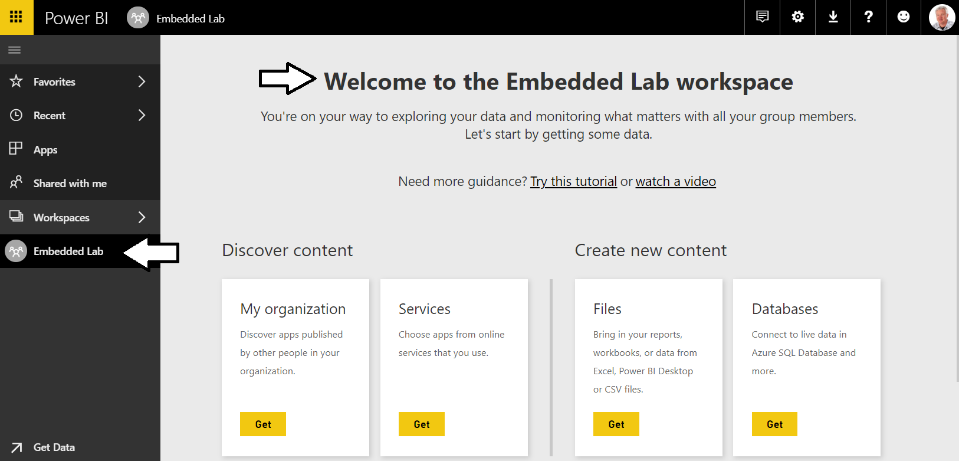 Power BI Embedded Lab
Favorites
Recent
Apps
Shared with me
Workspaces
Embedded Lab
Get Data
Welcome to the Embedded Lab workspace
You're on your way to exploring your data and monitoring what matters with all your group members.
Let's start by getting some data.
Need more guidance? Try this tutorial or watch a video
Discover content
My organization
Discover apps published
by other people in your
organization.
Get
Services
Choose apps from online
services that you use.
Get
Create new content
Files
Bring in your reports,
workbooks, or data from
Excel, Power BI Desktop
or CSV files.
Get
Databases
Connect to live data in
Azure SQL Database and
more.
Get